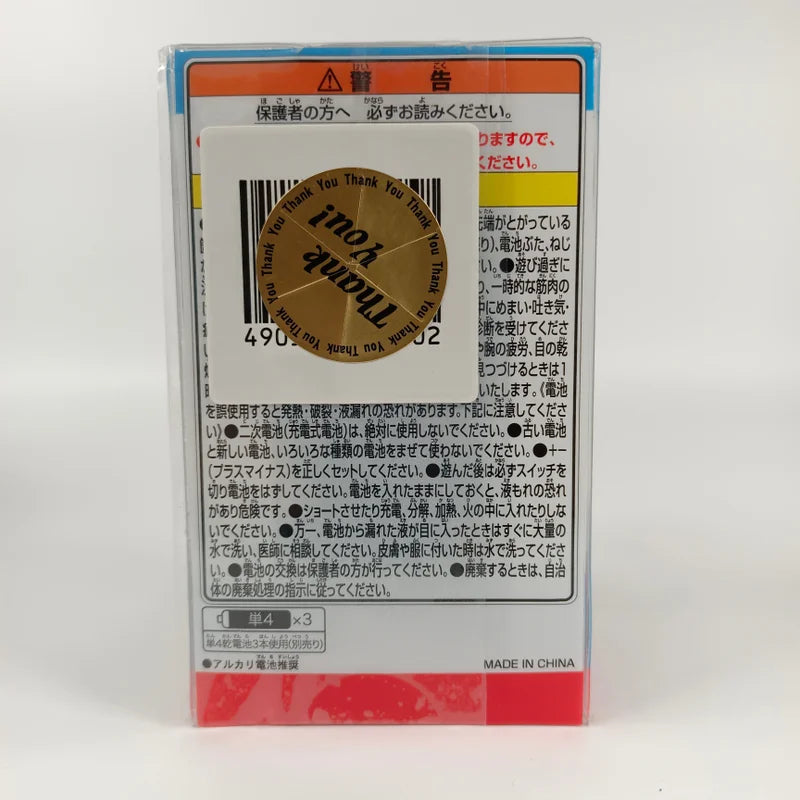 警告
保護者の方へ 必ずお読みください。
りますので、
ください。
Thank You Thank You Thank You Thank You Thank You Thank You
Thank
you!
490
02
端がとがっている
り)、電池ぶた、ねじ
い。●遊び過ぎに
り、一時的な筋肉の
中にめまい・吐き気・
診断を受けてくださ
や腕の疲労、目の乾
見つづけるときは1
いたします。《電池
を誤使用すると発熱・破裂・液漏れの恐れがあります。下記に注意してくださ
い》●二次電池(充電式電池)は、絶対に使用しないでください。●古い電池
と新しい電池、いろいろな種類の電池をまぜて使わないでください。●+−
(プラスマイナス)を正しくセットしてください。●遊んだ後は必ずスイッチを
切り電池をはずしてください。電池を入れたままにしておくと、液もれの恐れ
があり危険です。●ショートさせたり充電、分解、加熱、火の中に入れたりしな
いでください。●万一、電池から漏れた液が目に入ったときはすぐに大量の
水で洗い、医師に相談してください。皮膚や服に付いた時は水で洗ってくださ
い。●電池の交換は保護者の方が行ってください。●廃棄するときは、自治
体の廃棄処理の指示に従ってください。
単4 ×3
単4乾電池3本使用(別売り)
●アルカリ電池推奨
MADE IN CHINA